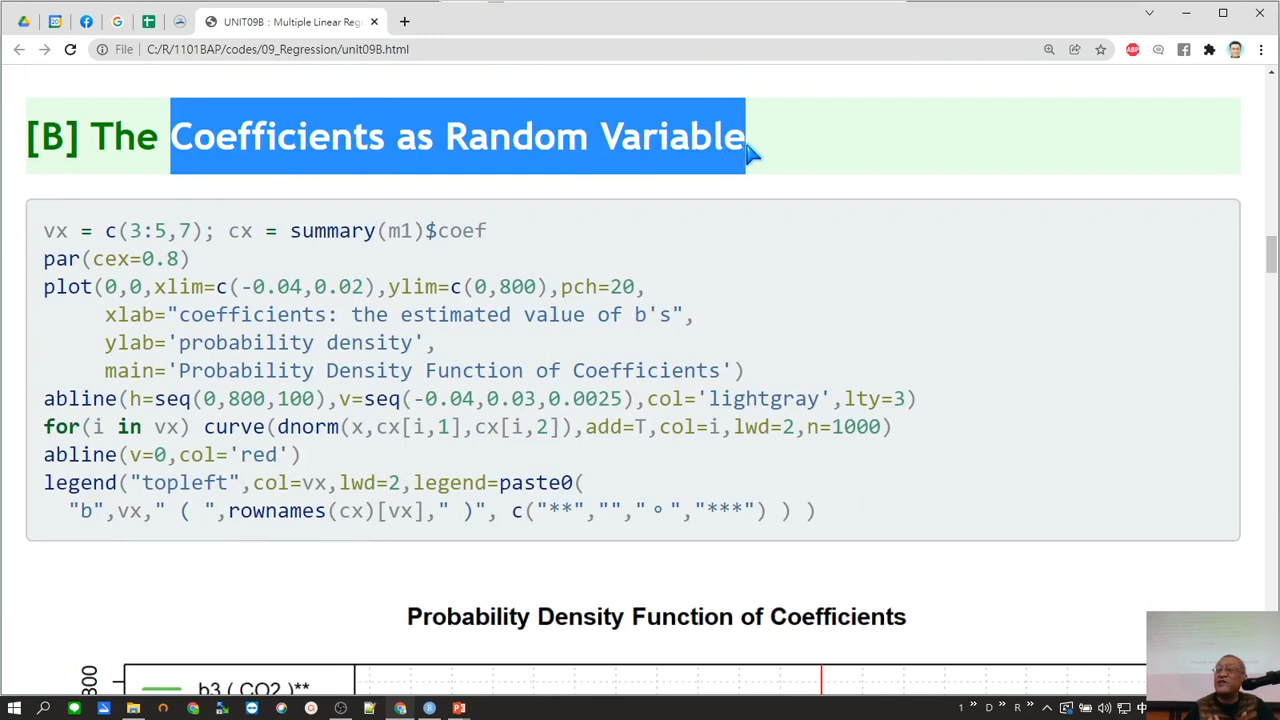 UNIT09B : Multiple Linear Reg
File
C:/R/1101BAP/codes/09_Regression/unit09B.html
ABP
[B] The Coefficients as Random Variable
vx = c(3:5,7); cx = summary(m1)$coef
par(cex=0.8)
plot(0,0,xlim=c(-0.04,0.02),ylim=c(0,800),pch=20,
xlab="coefficients: the estimated value of b's",
ylab='probability density',
main='Probability Density Function of Coefficients')
abline(h=seq(0,800,100),v=seq(-0.04,0.03,0.0025),col='lightgray',lty=3)
for(i in vx) curve(dnorm(x,cx[i,1],cx[i,2]),add=T,col=i,lwd=2,n=1000)
abline(v=0,col='red')
legend("topleft",col=vx,lwd=2,legend=paste0(
"b",vx," ( ",rownames(cx)[vx]," )", c("**","","∘","***") ) )
Probability Density Function of Coefficients
b3 ( CO2 )**